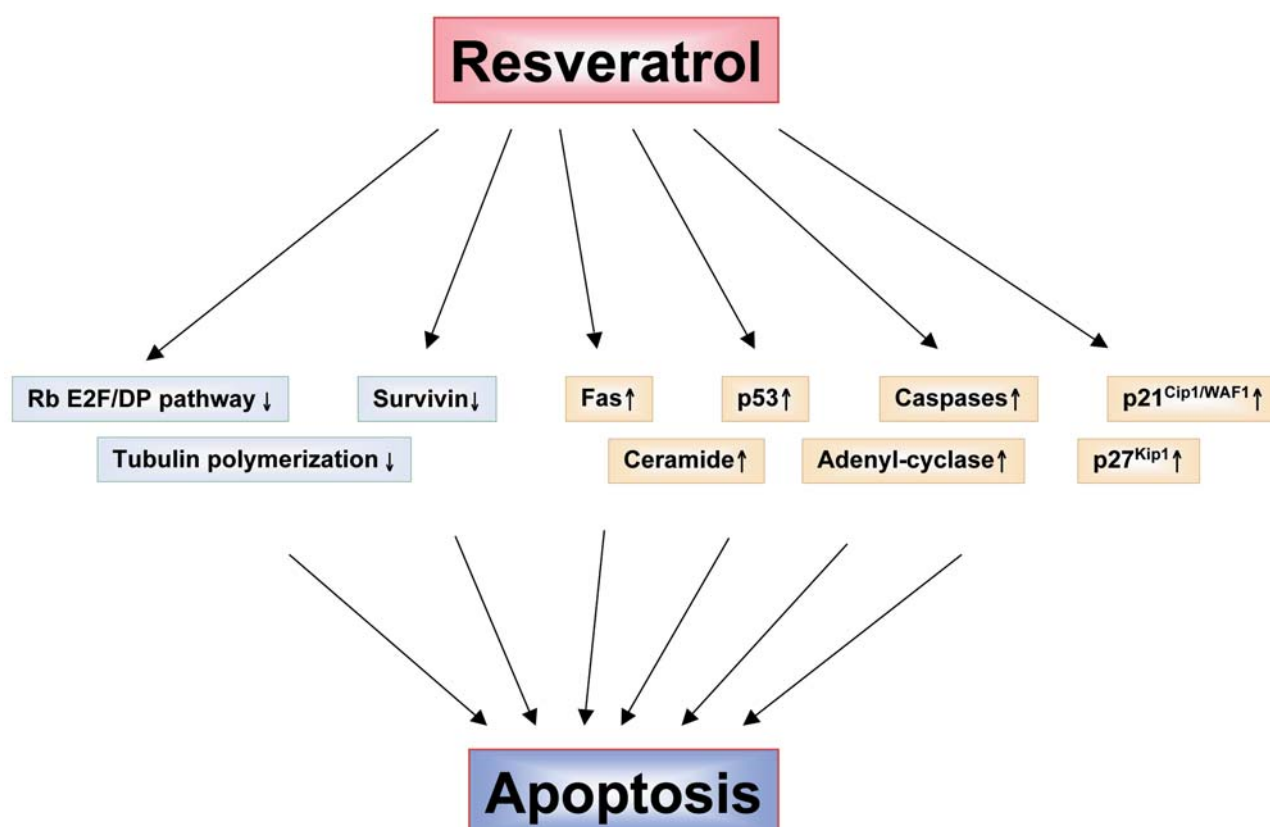 Resveratrol
Rb E2F/DP pathway ↓ Survivin↓ Fas↑ p53↑ Caspases↑ p21Cip1/WAF1↑
Tubulin polymerization ↓ Ceramide↑ Adenyl-cyclase↑ p27Kip1↑
Apoptosis